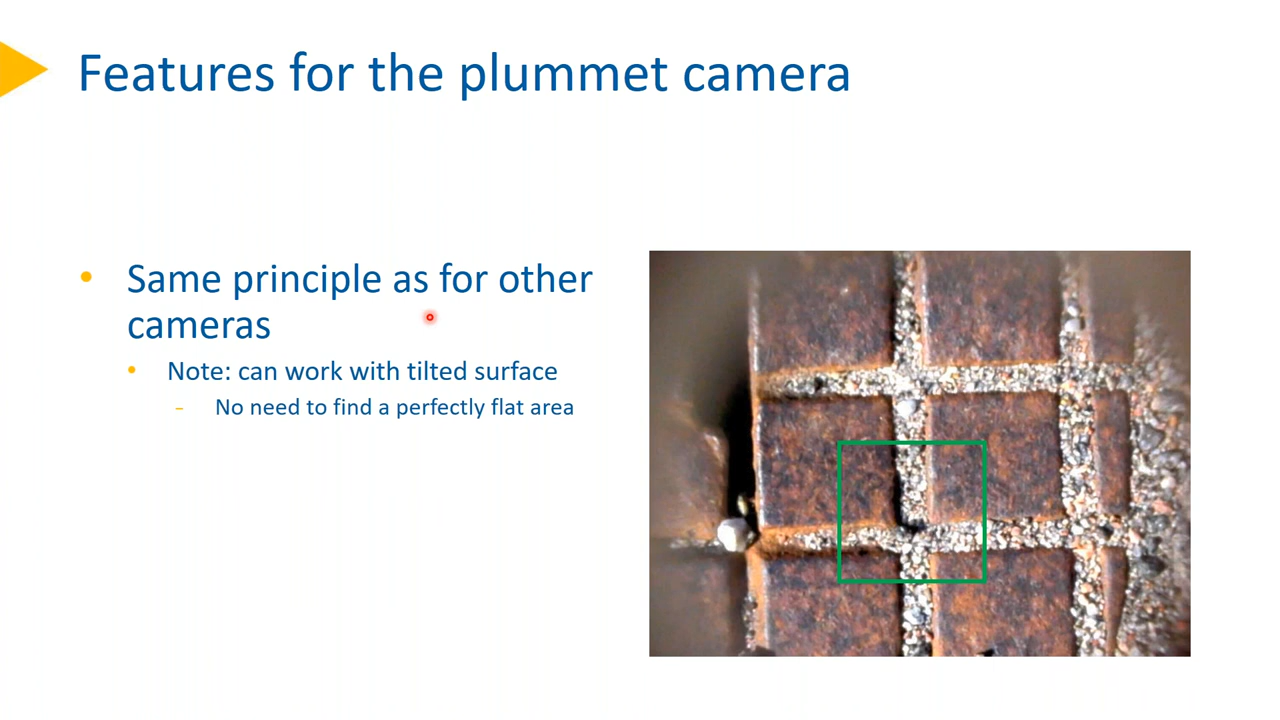 Features for the plummet camera
• Same principle as for other
cameras
• Note: can work with tilted surface
- No need to find a perfectly flat area